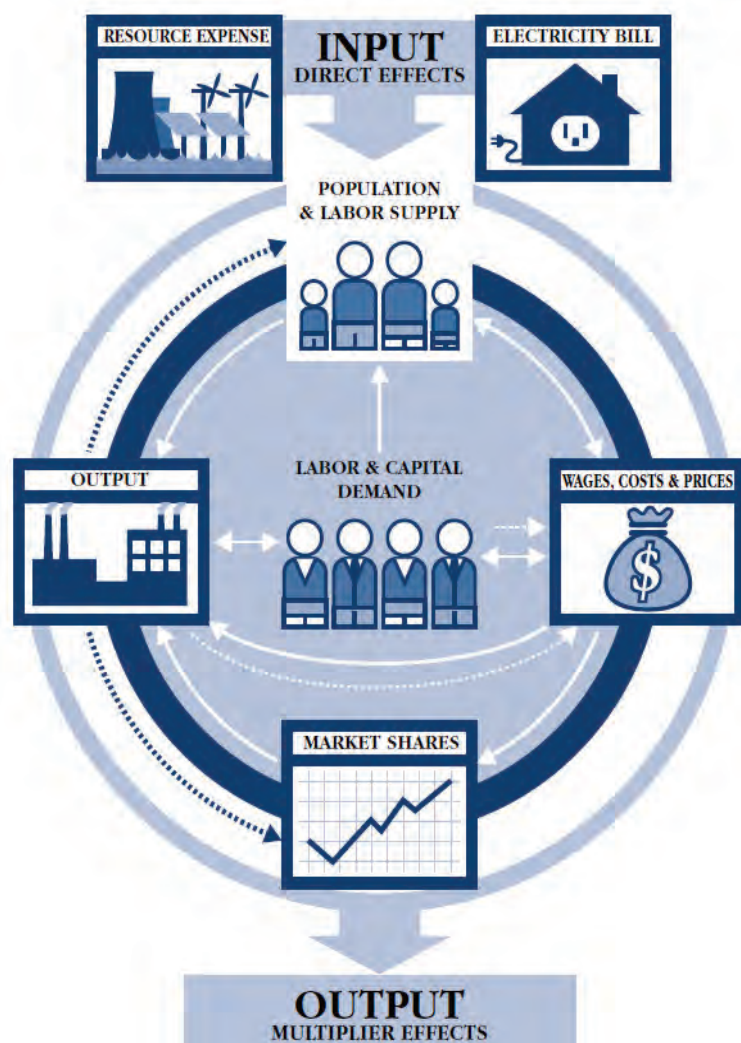 RESOURCE EXPENSE
INPUT
DIRECT EFFECTS
ELECTRICITY BILL
POPULATION
& LABOR SUPPLY
OUTPUT
LABOR & CAPITAL
DEMAND
WAGES, COSTS & PRICES
$
MARKET SHARES
OUTPUT
MULTIPLIER EFFECTS